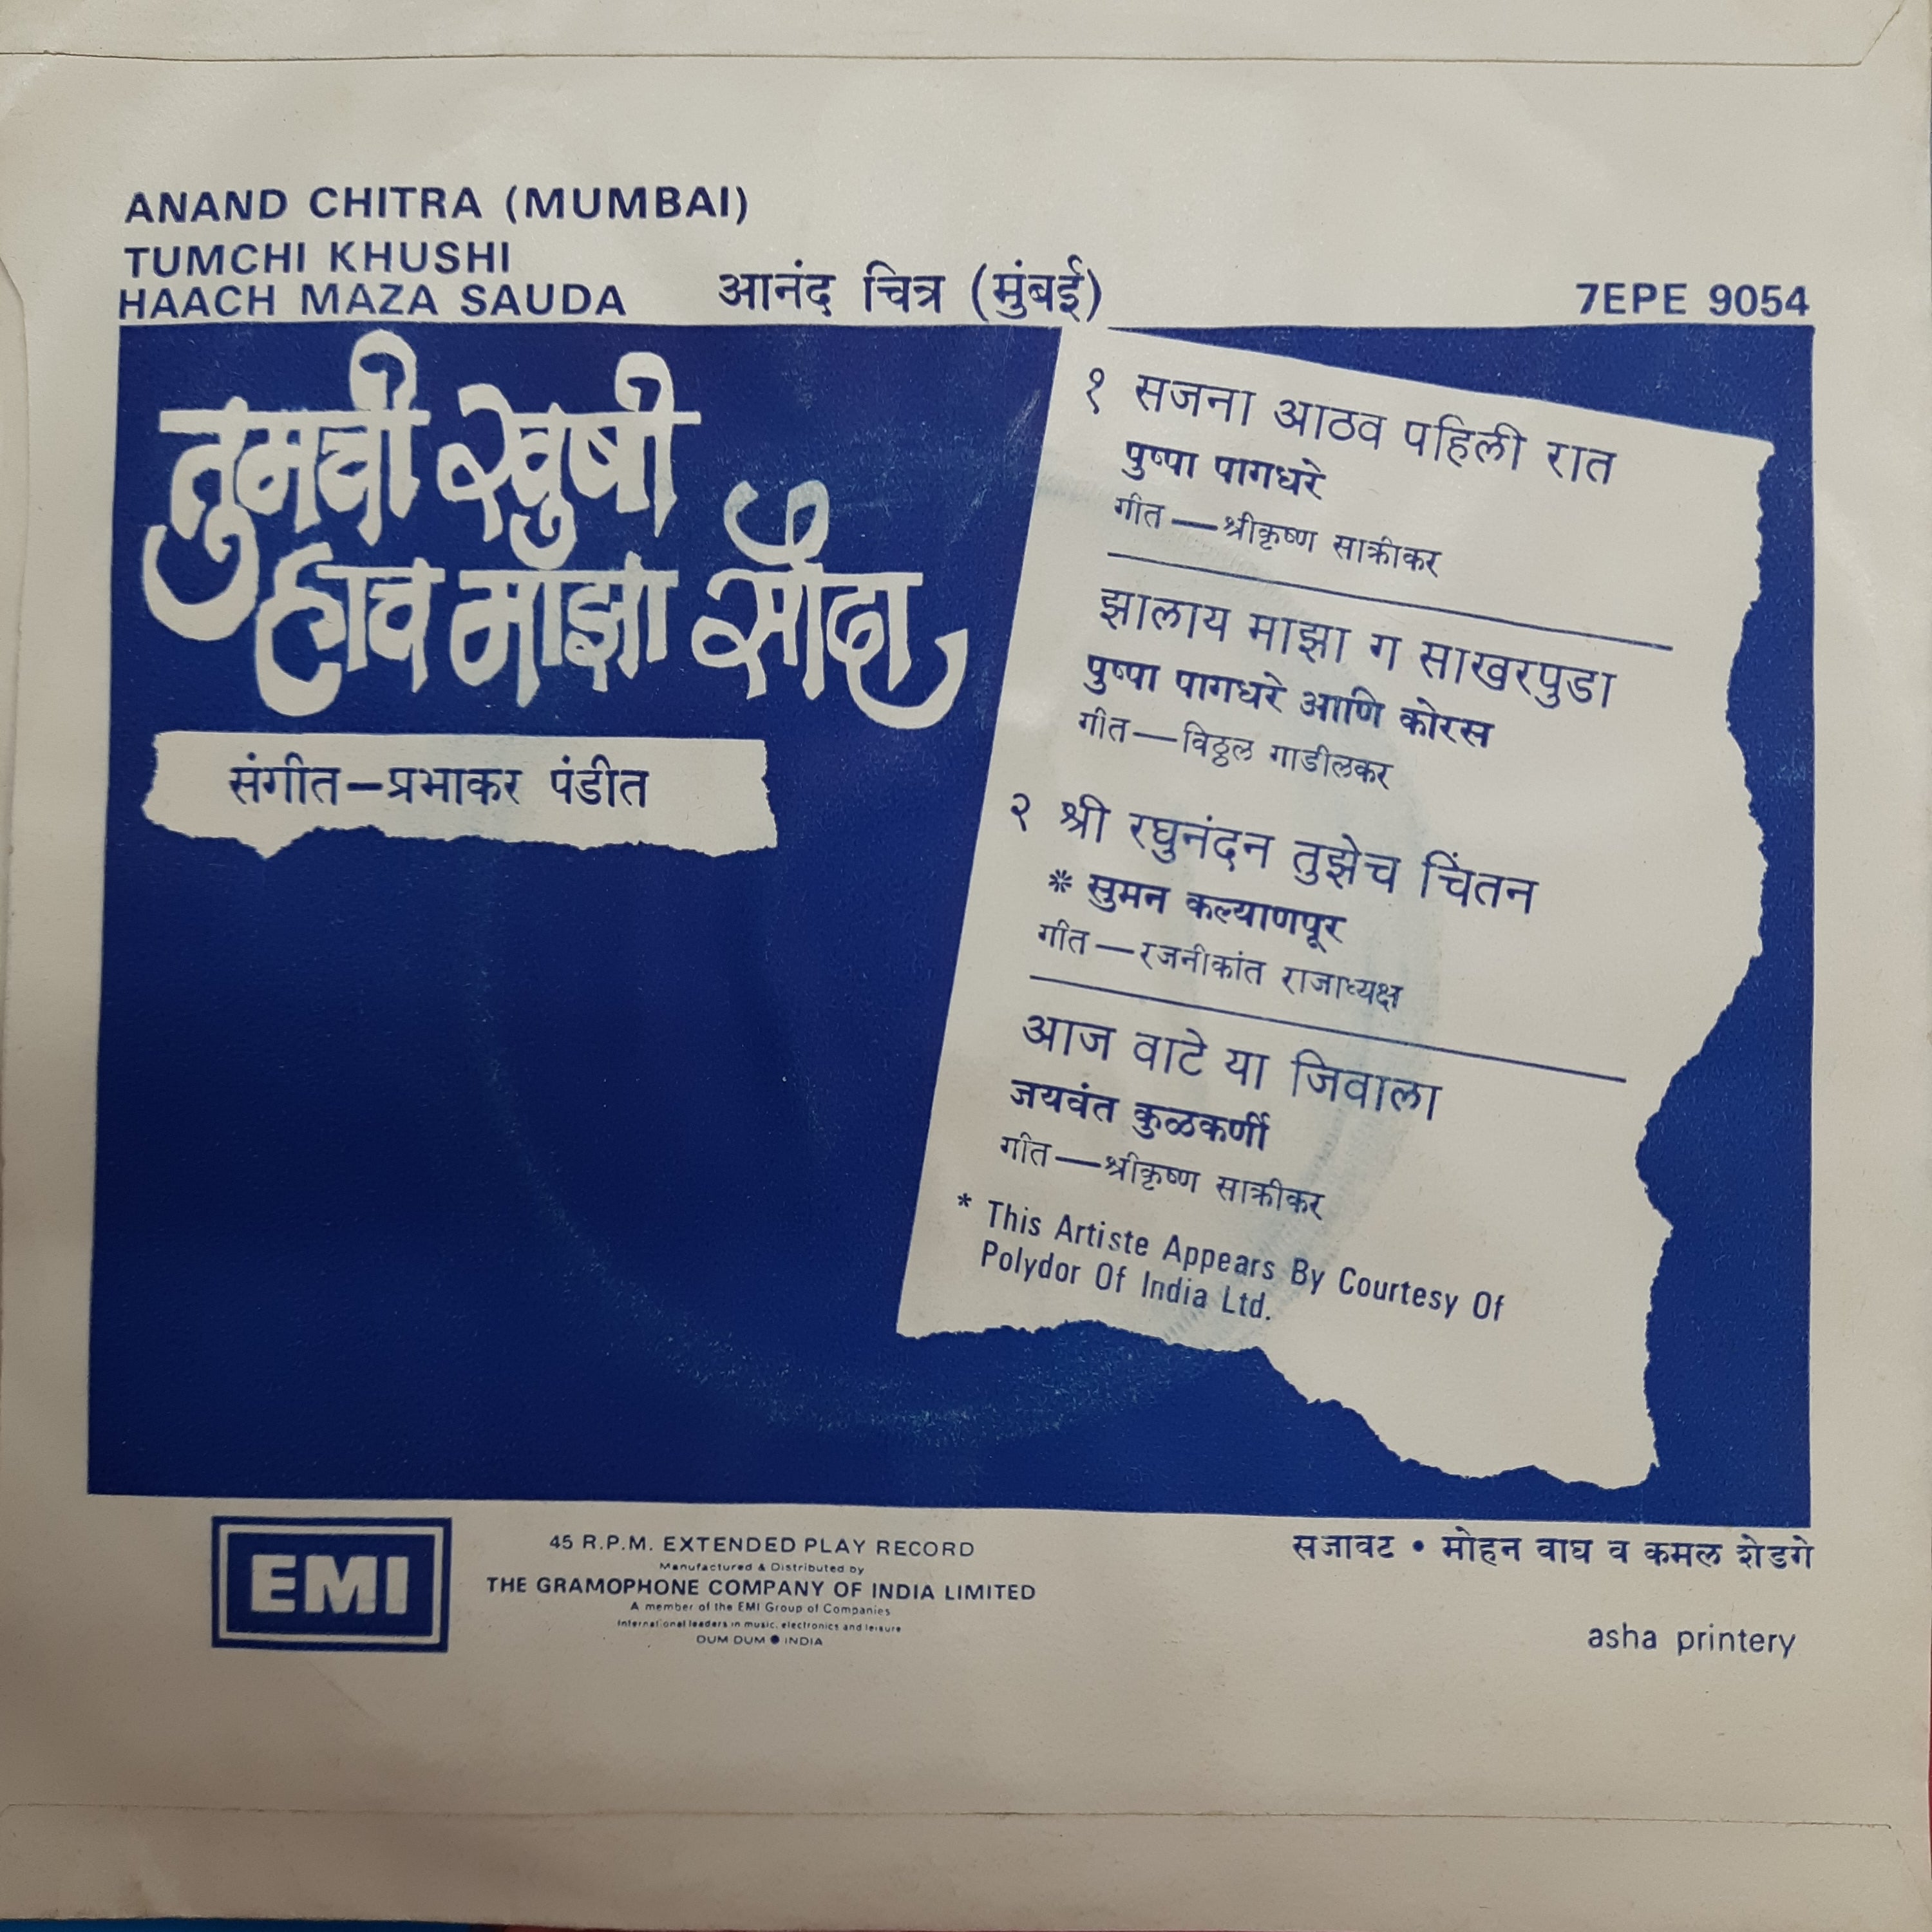 ANAND CHITRA (MUMBAI)
TUMCHI KHUSHI
HAACH MAZA SAUDA
आनंद चित्र (मुंबई)
7EPE 9054
तुमची खुषी
हाच माझा सौदा
संगीत—प्रभाकर पंडीत
१ सजना आठव पहिली रात
पुष्पा पागधरे
गीत—श्रीकृष्ण साक्रीकर
झालाय माझा ग साखरपुडा
पुष्पा पागधरे आणि कोरस
गीत—विठ्ठल गाडीलकर
२ श्री रघुनंदन तुझेच चिंतन
* सुमन कल्याणपूर
गीत—रजनीकांत राजाध्यक्ष
आज वाटे या जिवाला
जयवंत कुळकर्णी
गीत—श्रीकृष्ण साक्रीकर
* This Artiste Appears By Courtesy Of
Polydor Of India Ltd.
EMI
45 R.P.M. EXTENDED PLAY RECORD
Manufactured & Distributed by
THE GRAMOPHONE COMPANY OF INDIA LIMITED
A member of the EMI Group of Companies
International leaders in music, electronics and leisure
DUM DUM ● INDIA
सजावट • मोहन वाघ व कमल शेडगे
asha printery